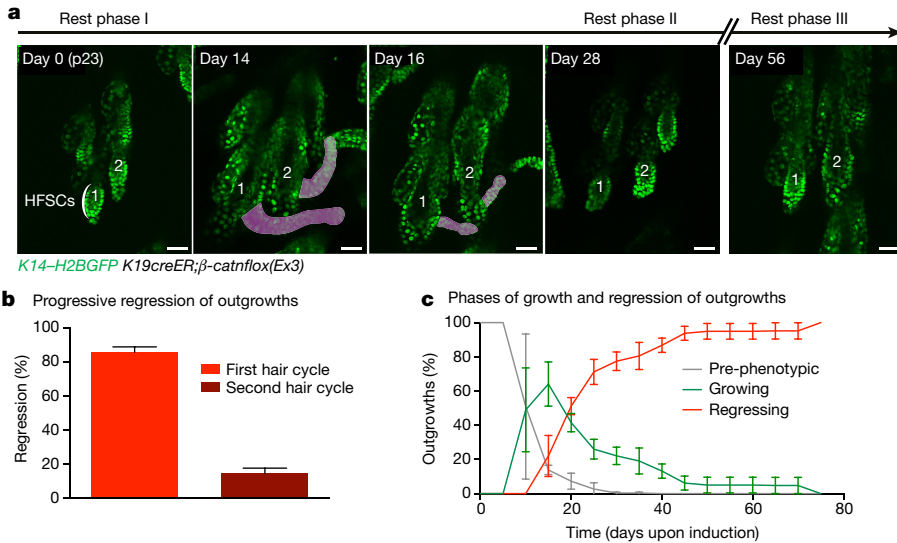 a
Rest phase I
Rest phase II
Rest phase III
Day 0 (p23)
Day 14
Day 16
Day 28
Day 56
HFSCs
1
2
1
2
1
2
1
2
1
2
K14–H2BGFP K19creER;β-catnflox(Ex3)
b Progressive regression of outgrowths
Regression (%)
100
80
60
40
20
0
First hair cycle
Second hair cycle
c Phases of growth and regression of outgrowths
Outgrowths (%)
100
80
60
40
20
0
Pre-phenotypic
Growing
Regressing
0 20 40 60 80
Time (days upon induction)